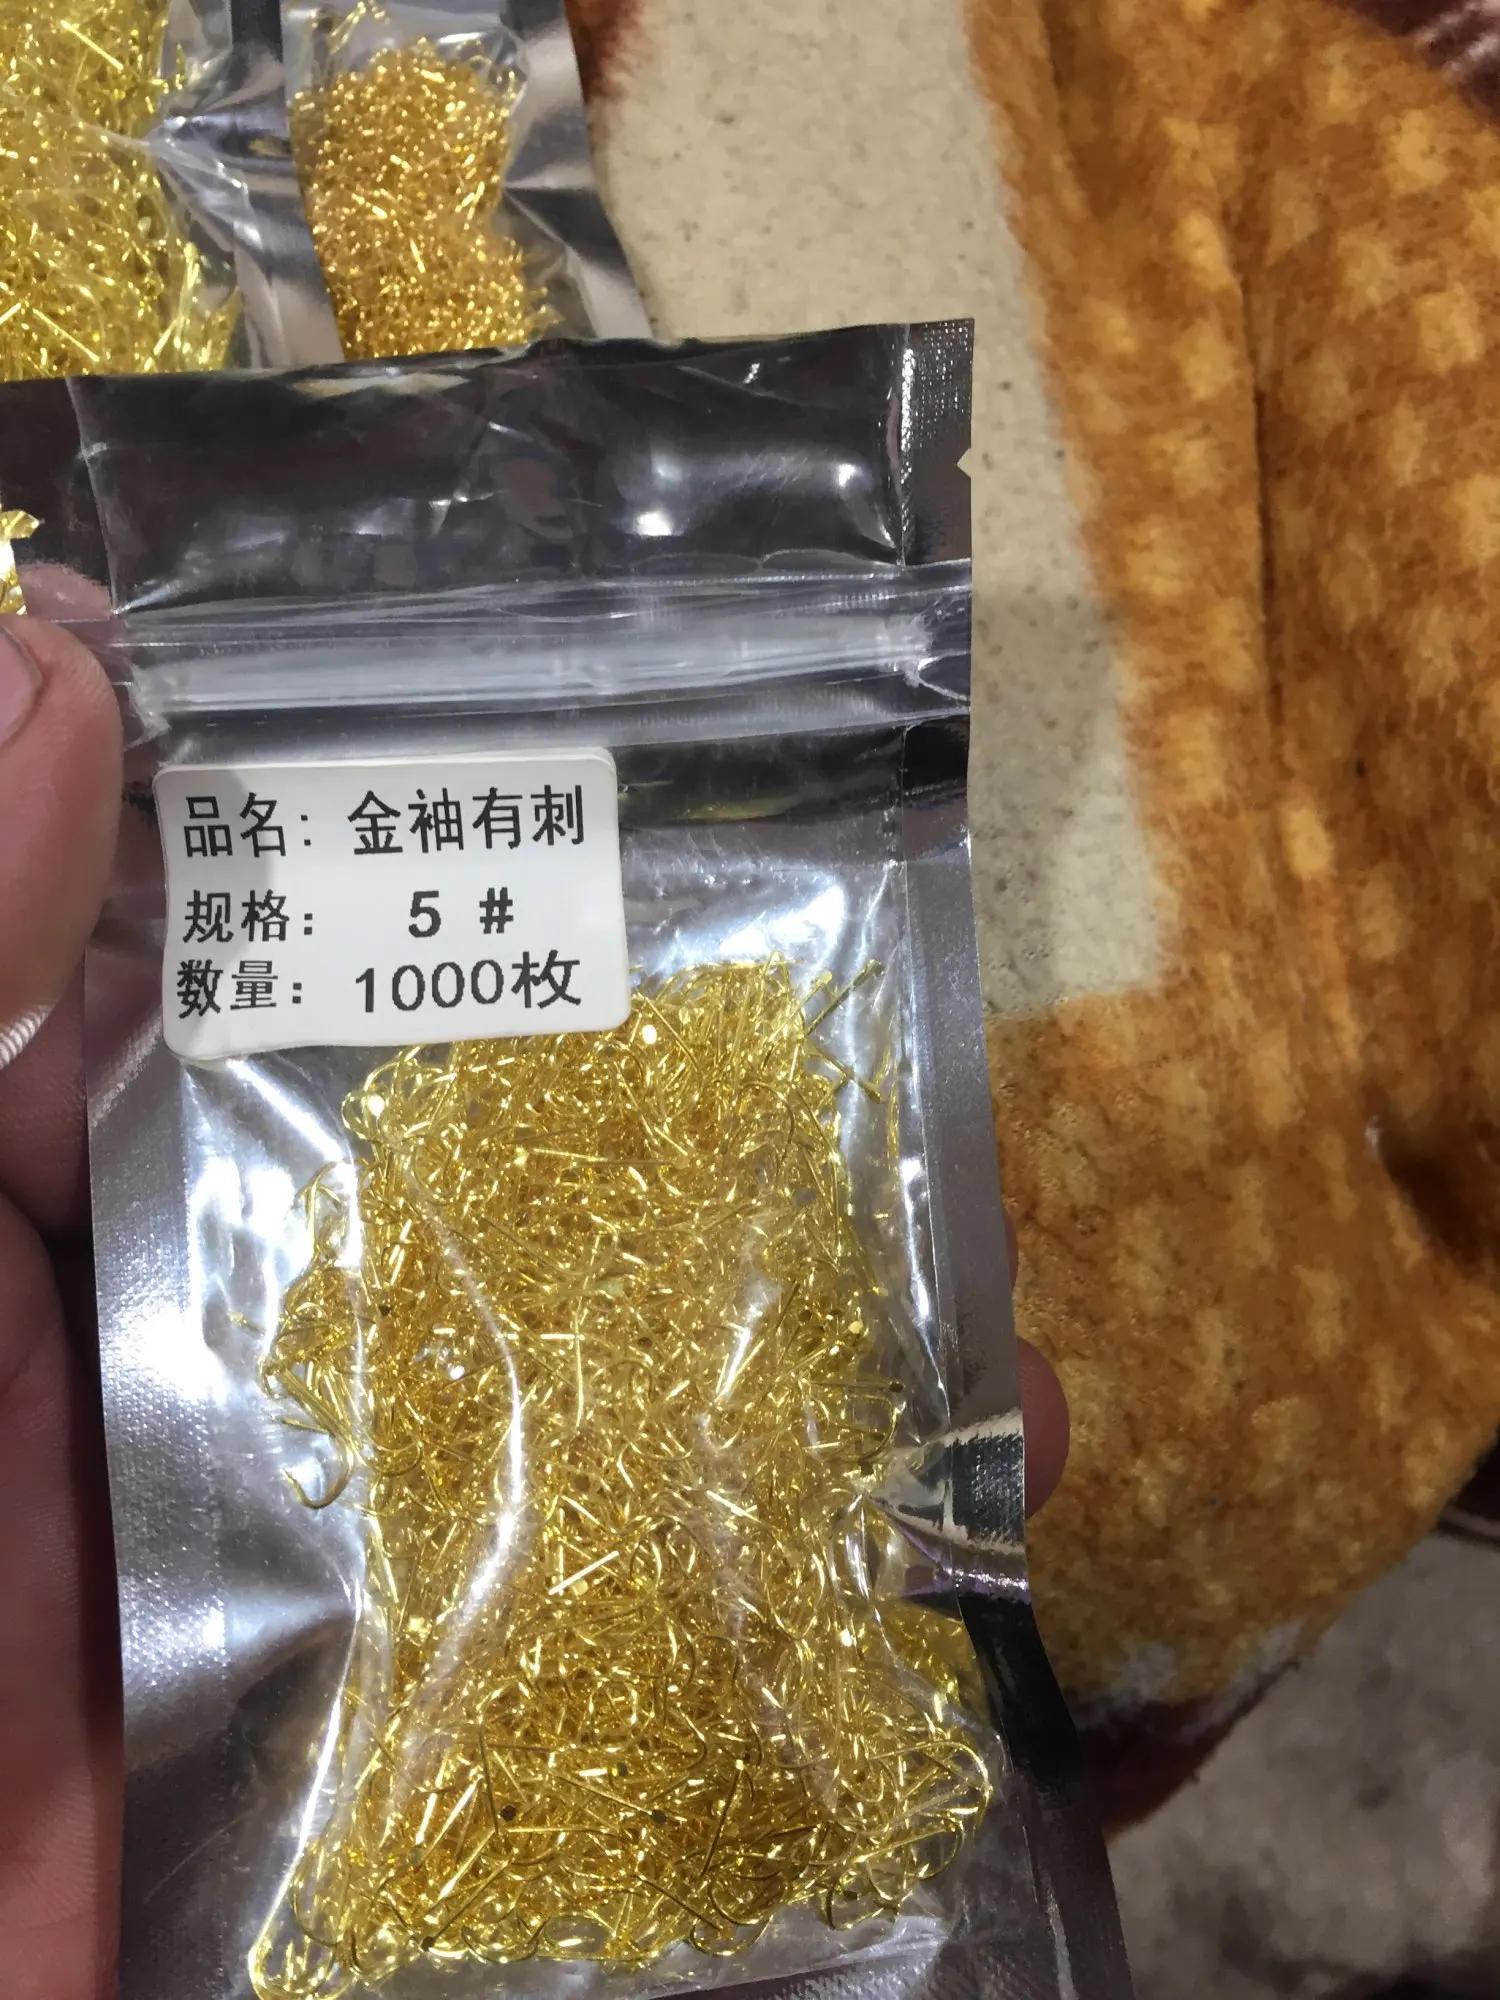 品名: 金袖有刺
规格: 5 #
数量: 1000枚